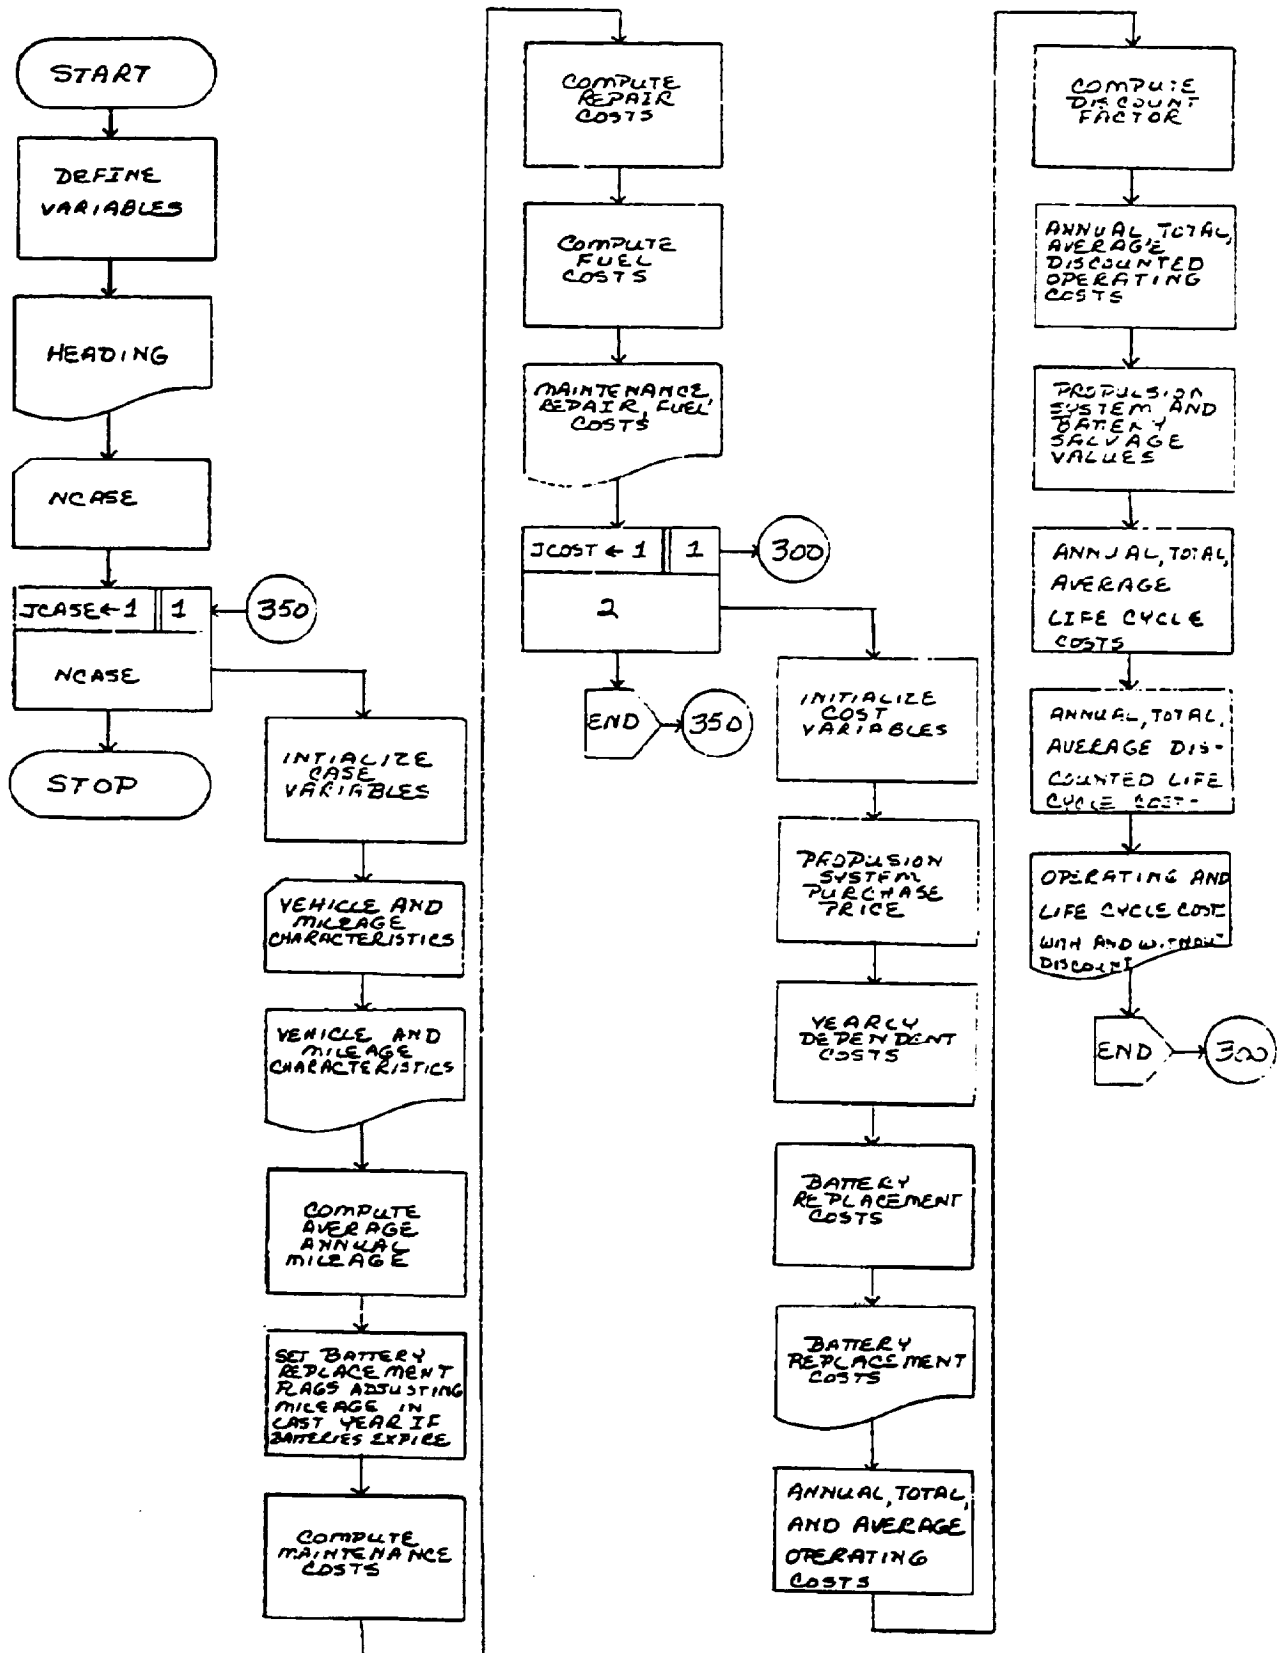 START
DEFINE
VARIABLES
HEADING
NCASE
JCASE←1 1
350
NCASE
STOP
INTIALIZE
CASE
VARIABLES
VEHICLE AND
MILEAGE
CHARACTERISTICS
VEHICLE AND
MILEAGE
CHARACTERISTICS
COMPUTE
AVERAGE
ANNUAL
MILEAGE
SET BATTERY
REPLACEMENT
FLAGS ADJUSTING
MILEAGE IN
LAST YEAR IF
BATTERIES EXPIRE
COMPUTE
MAINTENANCE
COSTS
COMPUTE
REPAIR
COSTS
COMPUTE
FUEL
COSTS
MAINTENANCE,
REPAIR, FUEL
COSTS
JCOST←1 1
300
2
END
350
INITIALIZE
COST
VARIABLES
PROPULSION
SYSTEM
PURCHASE
PRICE
YEARLY
DEPENDENT
COSTS
BATTERY
REPLACEMENT
COSTS
BATTERY
REPLACEMENT
COSTS
ANNUAL, TOTAL,
AND AVERAGE
OPERATING
COSTS
COMPUTE
DISCOUNT
FACTOR
ANNUAL, TOTAL,
AVERAGE
DISCOUNTED
OPERATING
COSTS
PROPULSION
SYSTEM AND
BATTERY
SALVAGE
VALUES
ANNUAL, TOTAL,
AVERAGE
LIFE CYCLE
COSTS
ANNUAL, TOTAL,
AVERAGE DIS-
COUNTED LIFE
CYCLE COST
OPERATING AND
LIFE CYCLE COST
WITH AND WITHOUT
DISCOUNT
END
300